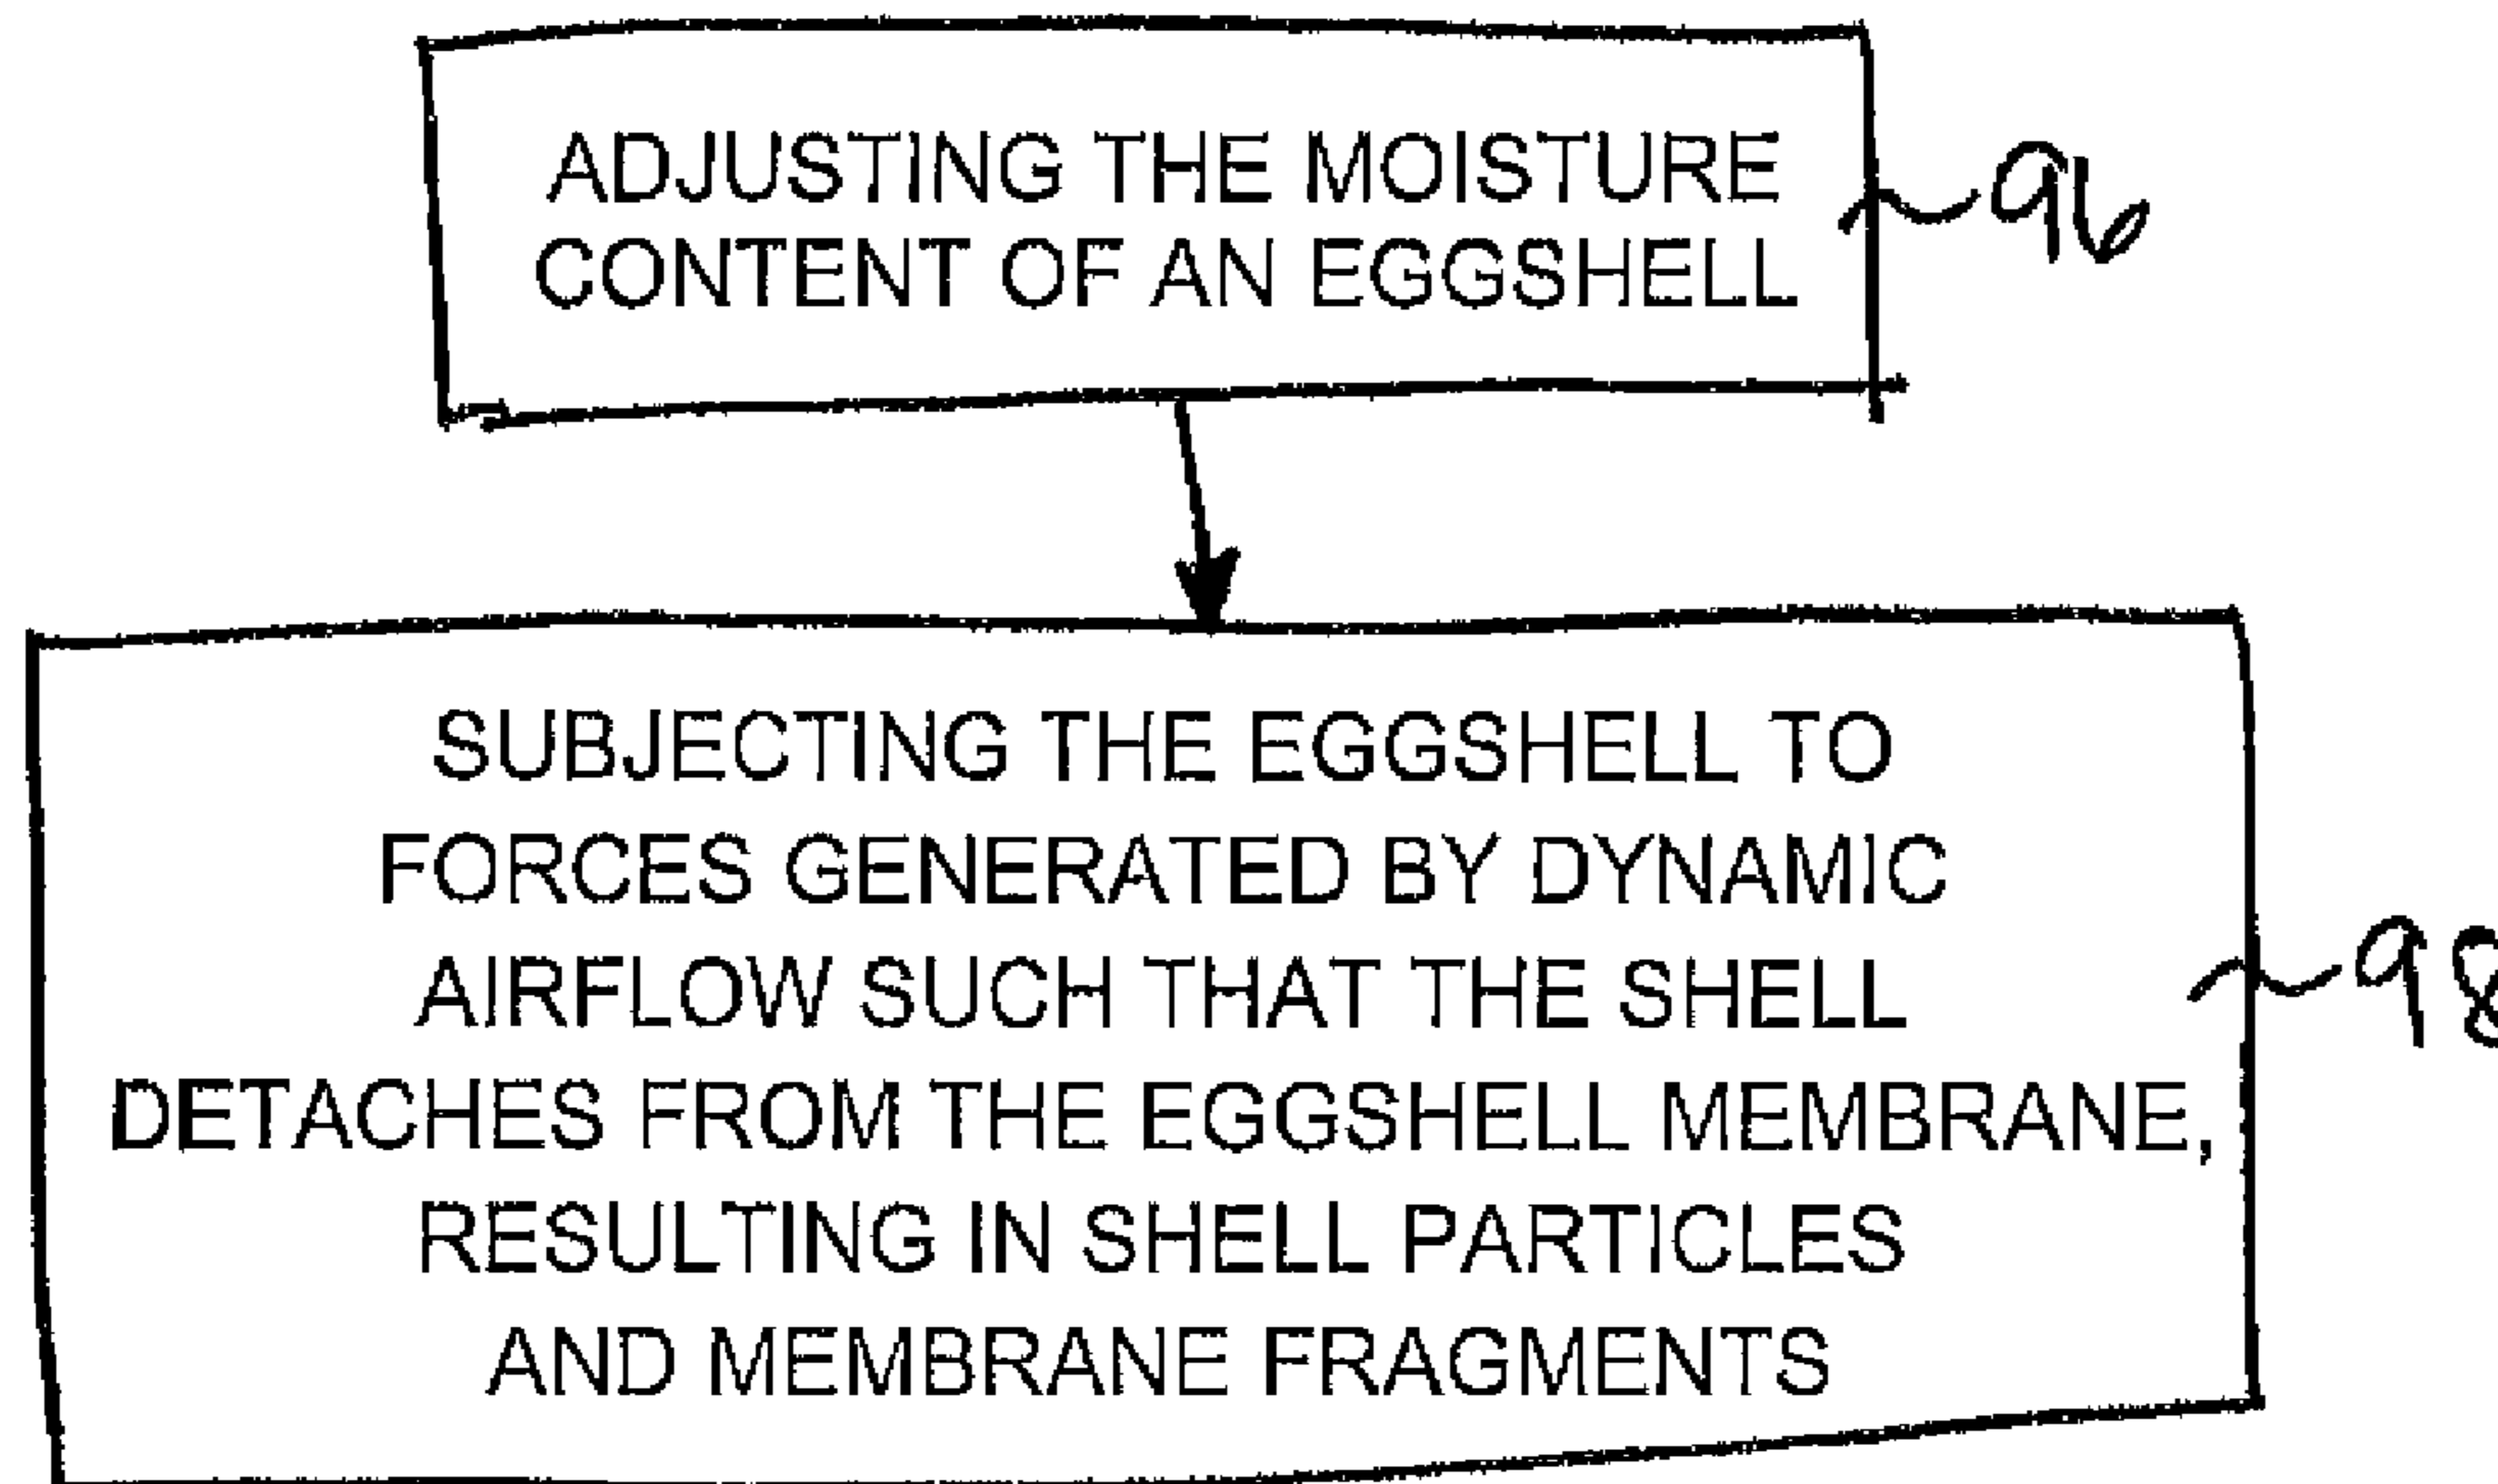 ADJUSTING THE MOISTURE
CONTENT OF AN EGGSHELL
96
SUBJECTING THE EGGSHELL TO
FORCES GENERATED BY DYNAMIC
AIRFLOW SUCH THAT THE SHELL
DETACHES FROM THE EGGSHELL MEMBRANE,
RESULTING IN SHELL PARTICLES
AND MEMBRANE FRAGMENTS
98